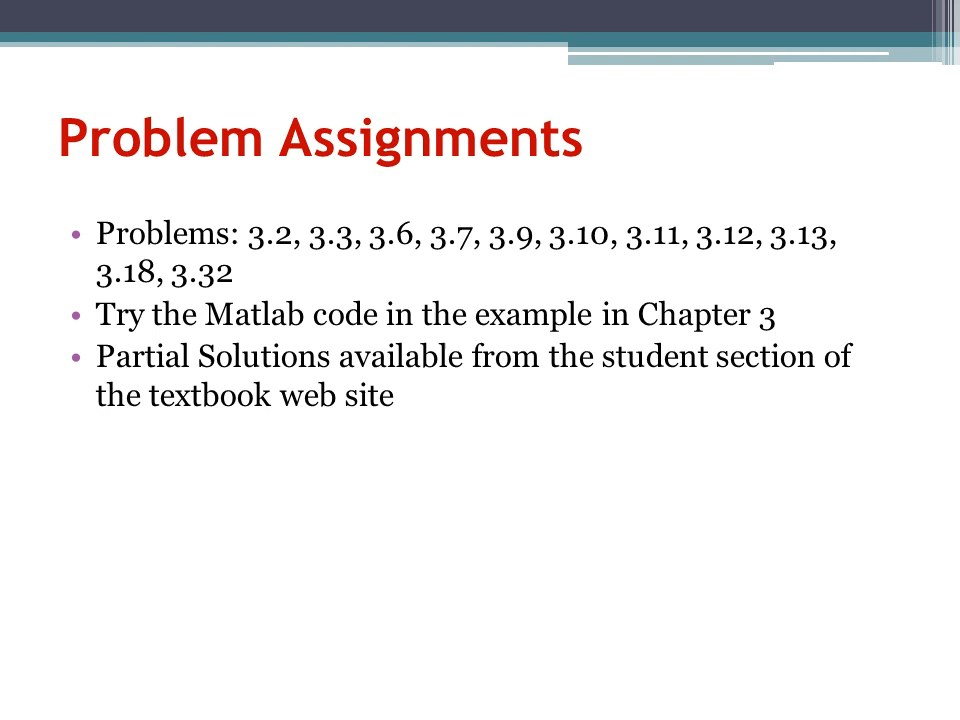 Problem Assignments
• Problems: 3.2, 3.3, 3.6, 3.7, 3.9, 3.10, 3.11, 3.12, 3.13,
3.18, 3.32
• Try the Matlab code in the example in Chapter 3
• Partial Solutions available from the student section of
the textbook web site